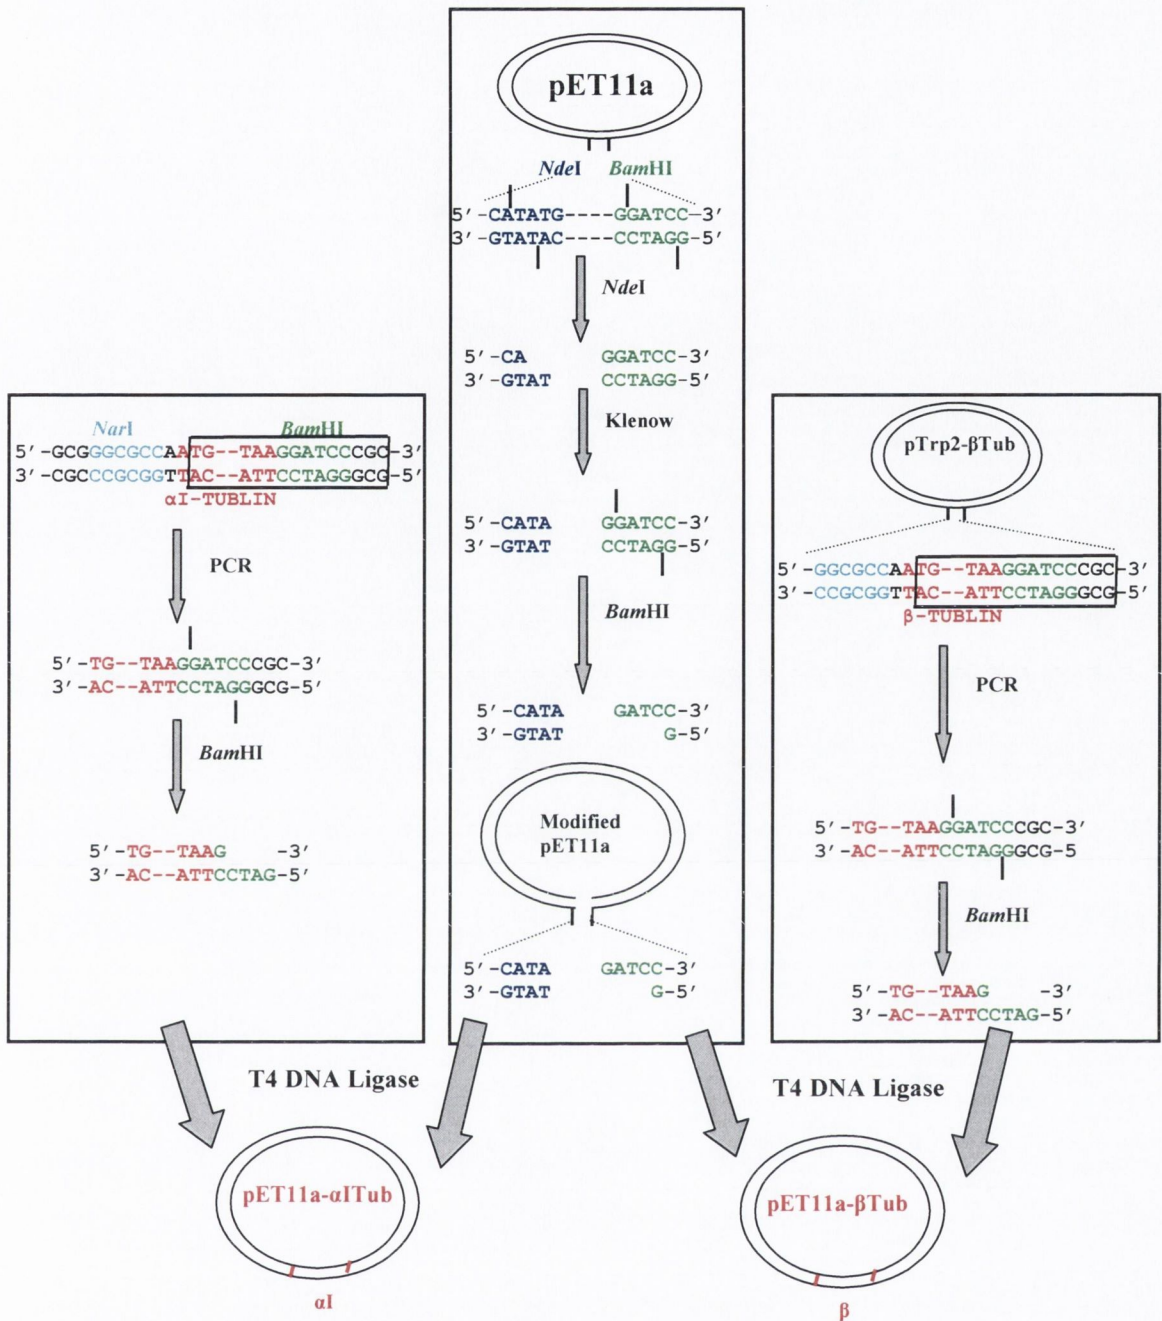 pET11a
NdeI BamHI
5′-CATATG----GGATCC-3′
3′-GTATAC----CCTAGG-5′
NdeI
5′-CA GGATCC-3′
3′-GTAT CCTAGG-5′
Klenow
5′-CATA GGATCC-3′
3′-GTAT CCTAGG-5′
BamHI
5′-CATA GATCC-3′
3′-GTAT G-5′
Modified
pET11a
5′-CATA GATCC-3′
3′-GTAT G-5′
NarI BamHI
5′-GCGGGCGCCAATG--TAAGGATCCCGC-3′
3′-CGCCCGCGGTTAC--ATTCCTAGGGCG-5′
αI-TUBLIN
PCR
5′-TG--TAAGGATCCCGC-3′
3′-AC--ATTCCTAGGGCG-5′
BamHI
5′-TG--TAAG -3′
3′-AC--ATTCCTAG-5′
pTrp2-βTub
5′-GGCGCCAATG--TAAGGATCCCGC-3′
3′-CCGCGGTTAC--ATTCCTAGGGCG-5′
β-TUBLIN
PCR
5′-TG--TAAGGATCCCGC-3′
3′-AC--ATTCCTAGGGCG-5
BamHI
5′-TG--TAAG -3′
3′-AC--ATTCCTAG-5′
T4 DNA Ligase
T4 DNA Ligase
pET11a-αITub
αI
pET11a-βTub
β